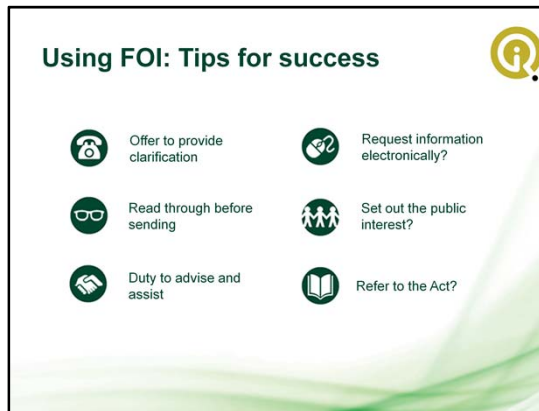 Using FOI: Tips for success
Offer to provide
clarification
Read through before
sending
Duty to advise and
assist
Request information
electronically?
Set out the public
interest?
Refer to the Act?